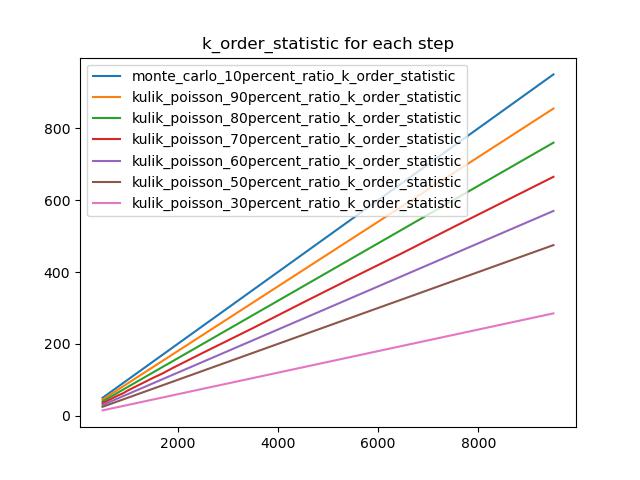 k_order_statistic for each step
monte_carlo_10percent_ratio_k_order_statistic
kulik_poisson_90percent_ratio_k_order_statistic
kulik_poisson_80percent_ratio_k_order_statistic
kulik_poisson_70percent_ratio_k_order_statistic
kulik_poisson_60percent_ratio_k_order_statistic
kulik_poisson_50percent_ratio_k_order_statistic
kulik_poisson_30percent_ratio_k_order_statistic
800
600
400
200
0
2000 4000 6000 8000